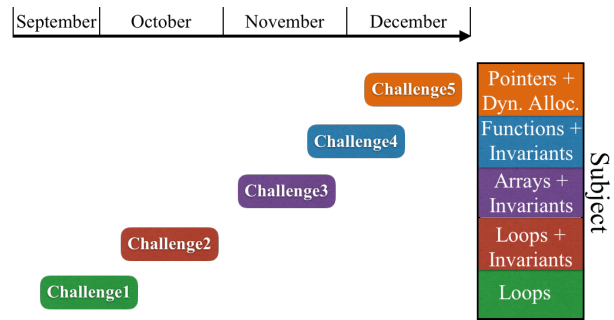 September October November December
Challenge5
Challenge4
Challenge3
Challenge2
Challenge1
Pointers +
Dyn. Alloc.
Functions +
Invariants
Arrays +
Invariants
Loops +
Invariants
Loops
Subject